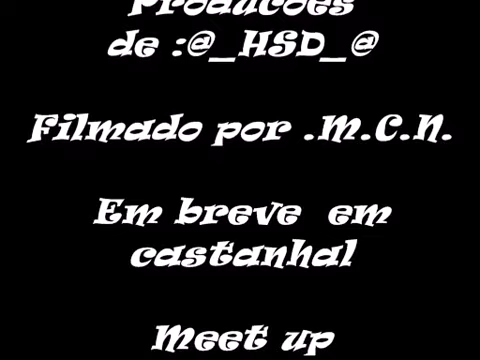 Producoes
de :@_HSD_@
Filmado por .M.C.N.
Em breve em
castanhal
Meet up